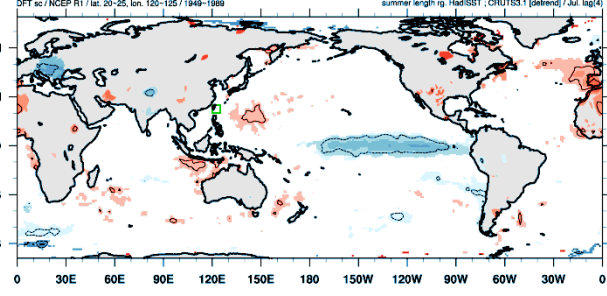 DFT sc / NCEP R1 / lat. 20-25, lon. 120-125 / 1949-1989
summer length rg. HadISST ; CRUTS3.1 [detrend] / Jul. lag(4)
0 30E 60E 90E 120E 150E 180 150W 120W 90W 60W 30W 0